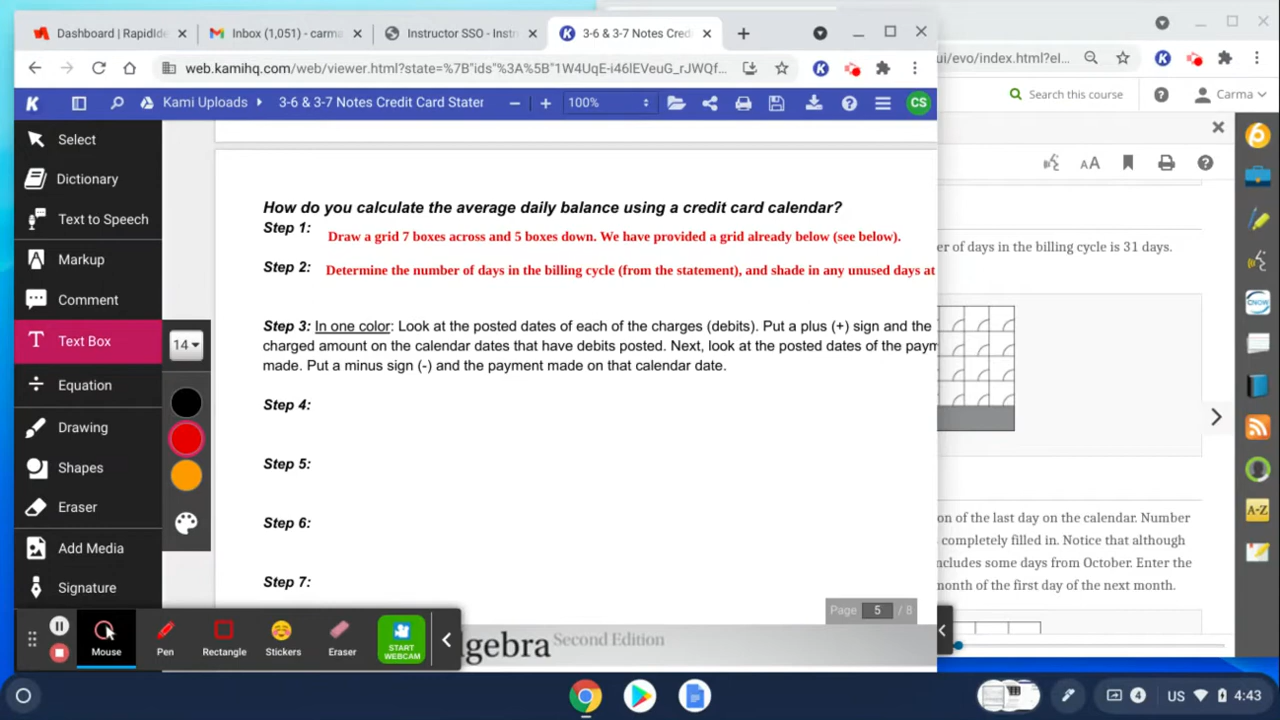 Dashboard | RapidIde
Inbox (1,051) - carma
Instructor SSO - Instr
3-6 & 3-7 Notes Cred
web.kamihq.com/web/viewer.html?state=%7B"ids"%3A%5B"1W4UqE-i46lEVeuG_rJWQf...
ui/evo/index.html?el...
Kami Uploads
3-6 & 3-7 Notes Credit Card Stater
100%
CS
Search this course
Carma
Select
Dictionary
Text to Speech
Markup
Comment
Text Box
Equation
Drawing
Shapes
Eraser
Add Media
Signature
14
How do you calculate the average daily balance using a credit card calendar?
Step 1: Draw a grid 7 boxes across and 5 boxes down. We have provided a grid already below (see below).
Step 2: Determine the number of days in the billing cycle (from the statement), and shade in any unused days at
Step 3: In one color: Look at the posted dates of each of the charges (debits). Put a plus (+) sign and the
charged amount on the calendar dates that have debits posted. Next, look at the posted dates of the paym
made. Put a minus sign (-) and the payment made on that calendar date.
Step 4:
Step 5:
Step 6:
Step 7:
Page 5 / 8
er of days in the billing cycle is 31 days.
on of the last day on the calendar. Number
completely filled in. Notice that although
ncludes some days from October. Enter the
month of the first day of the next month.
AA
CNOW
A-Z
Mouse
Pen
Rectangle
Stickers
Eraser
START
WEBCAM
gebra Second Edition
4
US
4:43